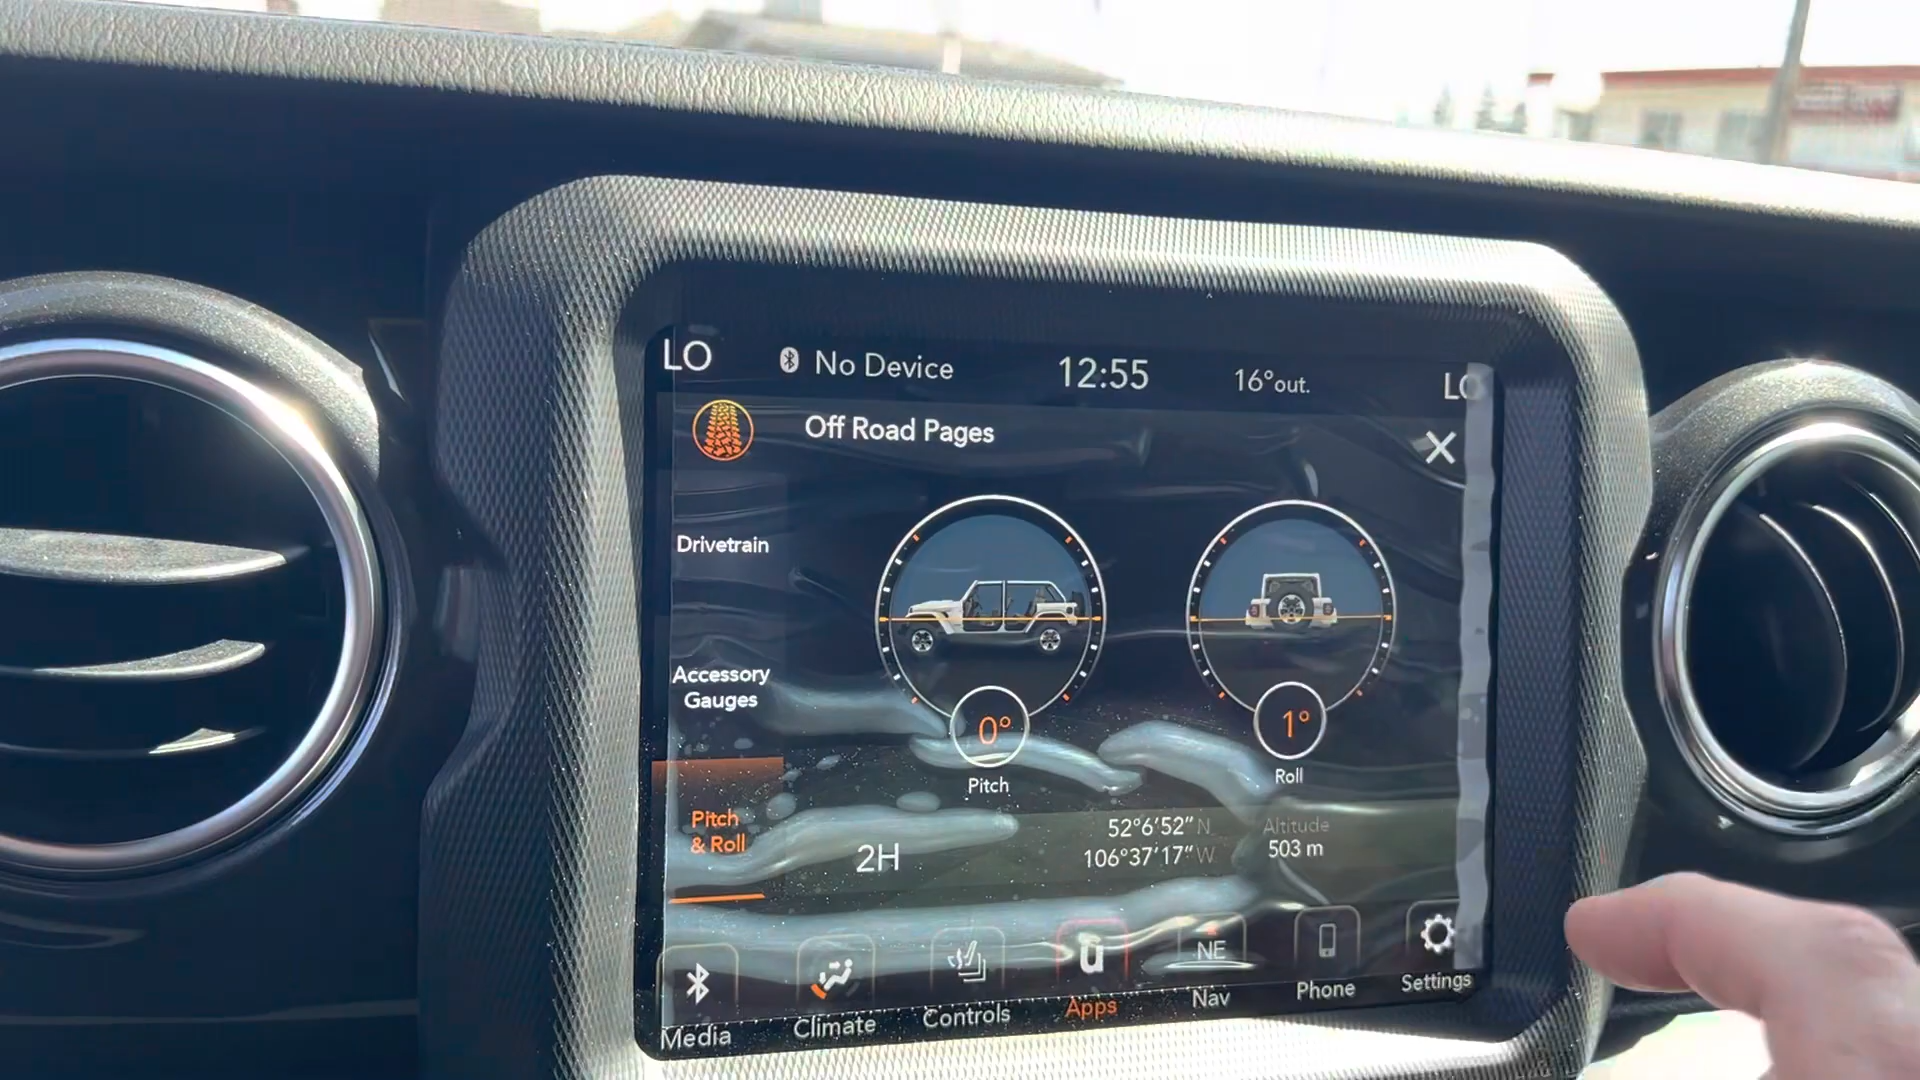 LO
No Device
12:55
16°out.
LO
Off Road Pages
Drivetrain
Accessory
Gauges
Pitch
& Roll
0°
Pitch
1°
Roll
2H
52°6'52"N
106°37'17"W
Altitude
503 m
NE
Media
Climate
Controls
Apps
Nav
Phone
Settings